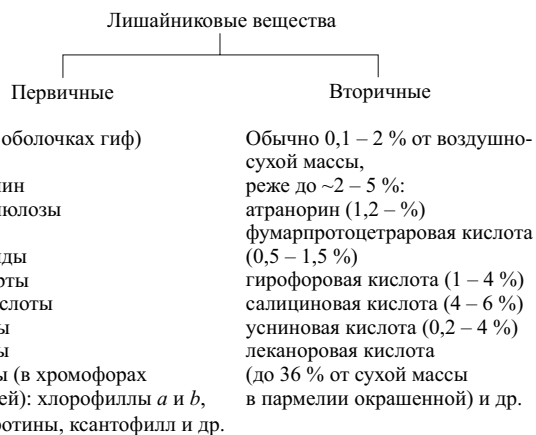 Лишайниковые вещества
Первичные
оболочках гиф)
ин
юлозы
ды
рты
слоты
ы
ы
ы (в хромофорах
ей): хлорофиллы a и b,
ротины, ксантофилл и др.
Вторичные
Обычно 0,1 – 2 % от воздушно-
сухой массы,
реже до ~2 – 5 %:
атранорин (1,2 – %)
фумарпротоцетраровая кислота
(0,5 – 1,5 %)
гирофоровая кислота (1 – 4 %)
салициновая кислота (4 – 6 %)
усниновая кислота (0,2 – 4 %)
леканоровая кислота
(до 36 % от сухой массы
в пармелии окрашенной) и др.